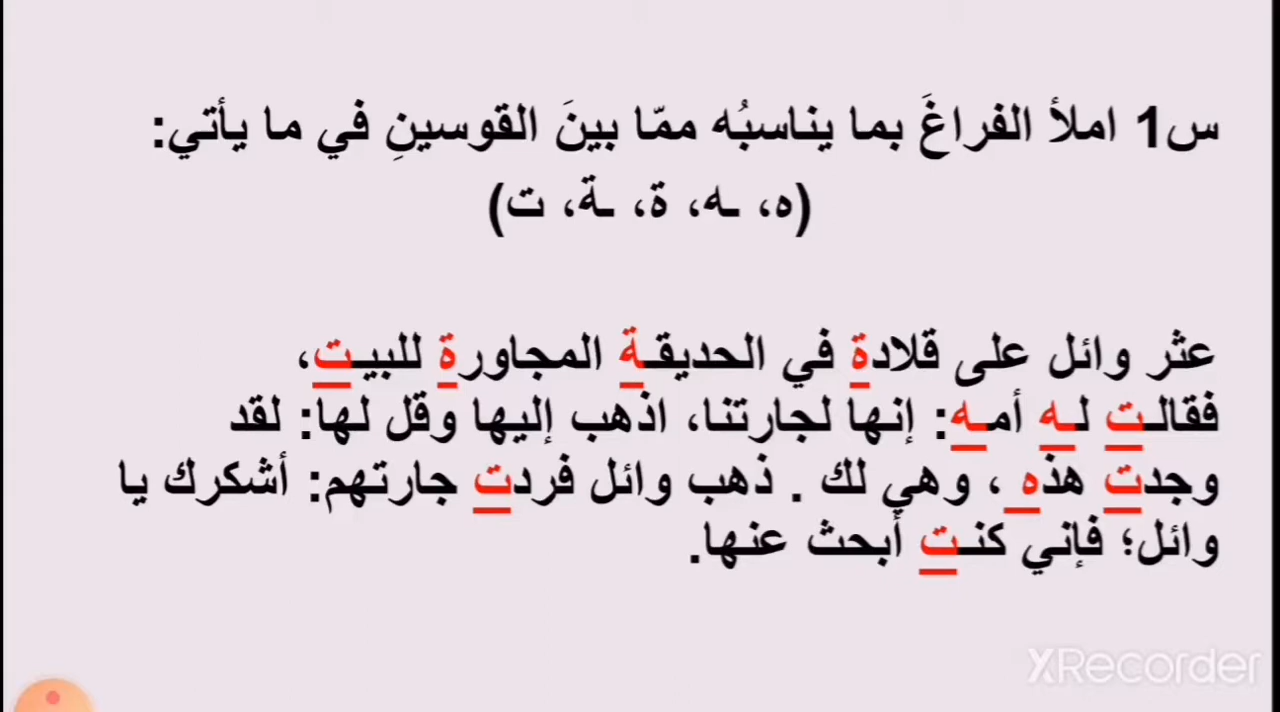 س1 املأ الفراغَ بما يناسبُه ممّا بينَ القوسينِ في ما يأتي:
(ه، ـه، ة، ـة، ت)
عثر وائل على قلادة في الحديقـة المجاورة للبيـت،
فقالـت لـه أمـه: إنها لجارتنا، اذهب إليها وقل لها: لقد
وجدت هذه ، وهي لك . ذهب وائل فردت جارتهم: أشكرك يا
وائل؛ فإني كنـت أبحث عنها.
XRecorder